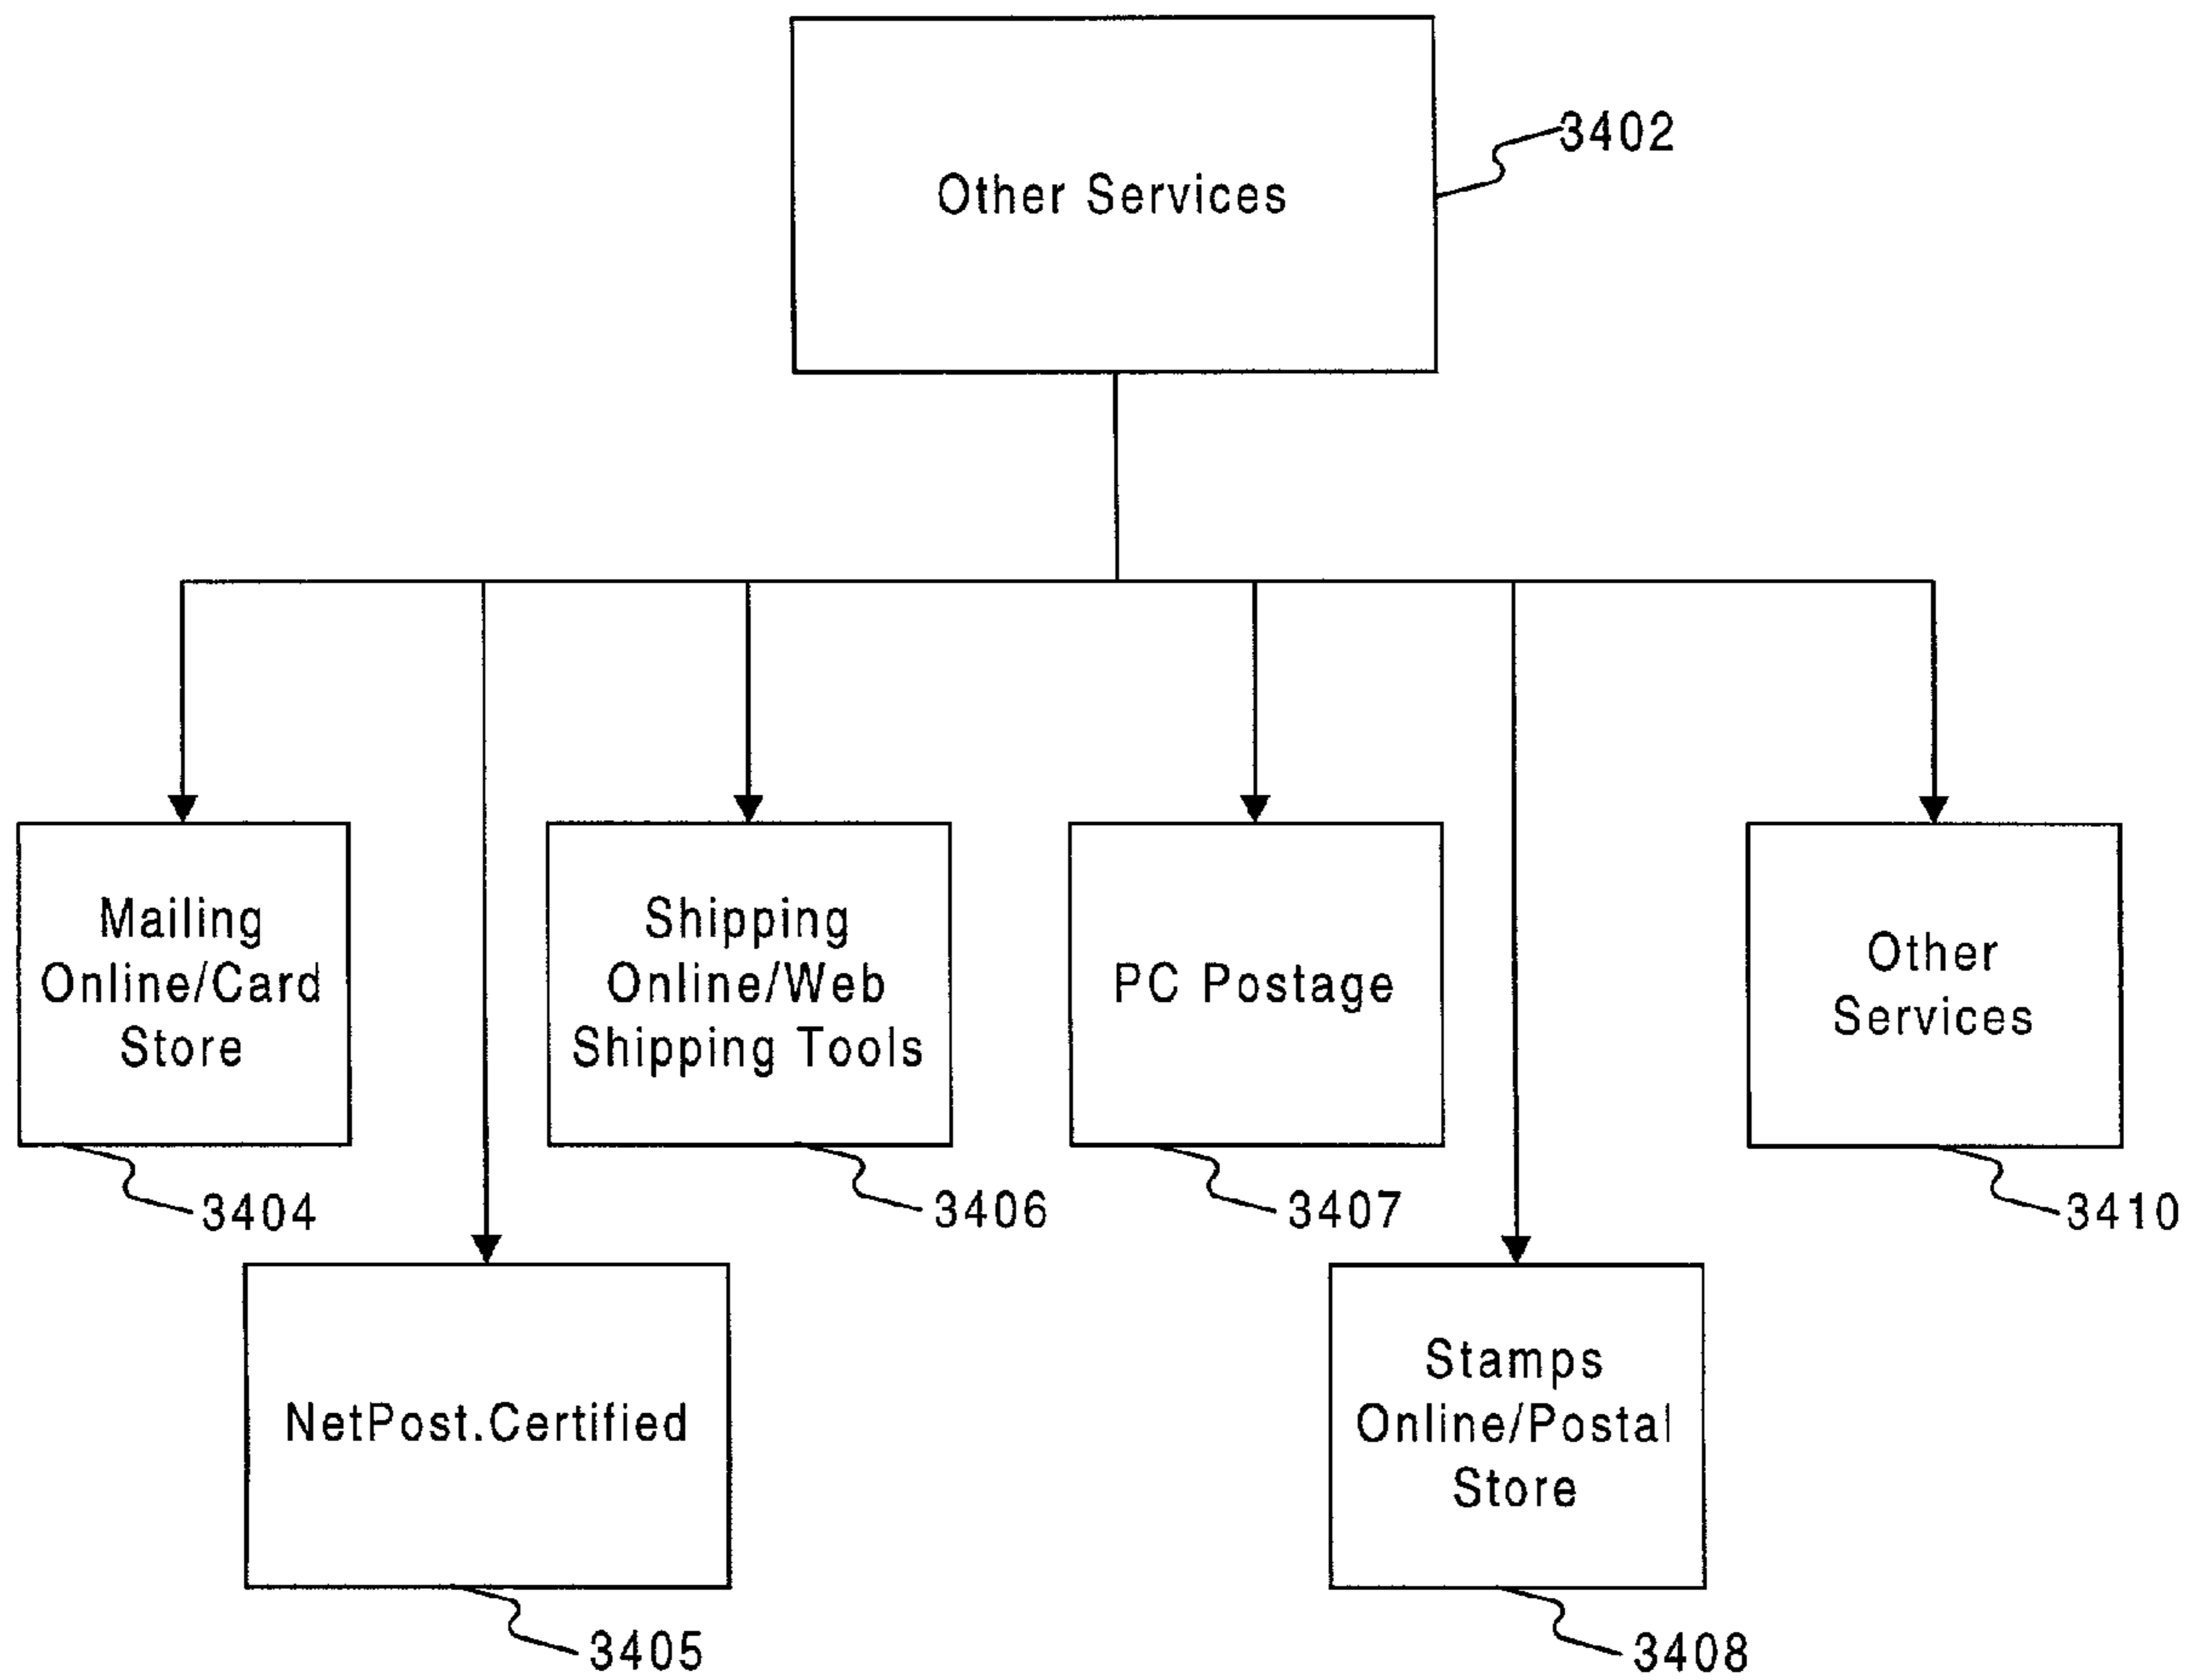 Other Services
3402
Mailing
Online/Card
Store
3404
Shipping
Online/Web
Shipping Tools
3406
PC Postage
3407
Other
Services
3410
NetPost.Certified
3405
Stamps
Online/Postal
Store
3408